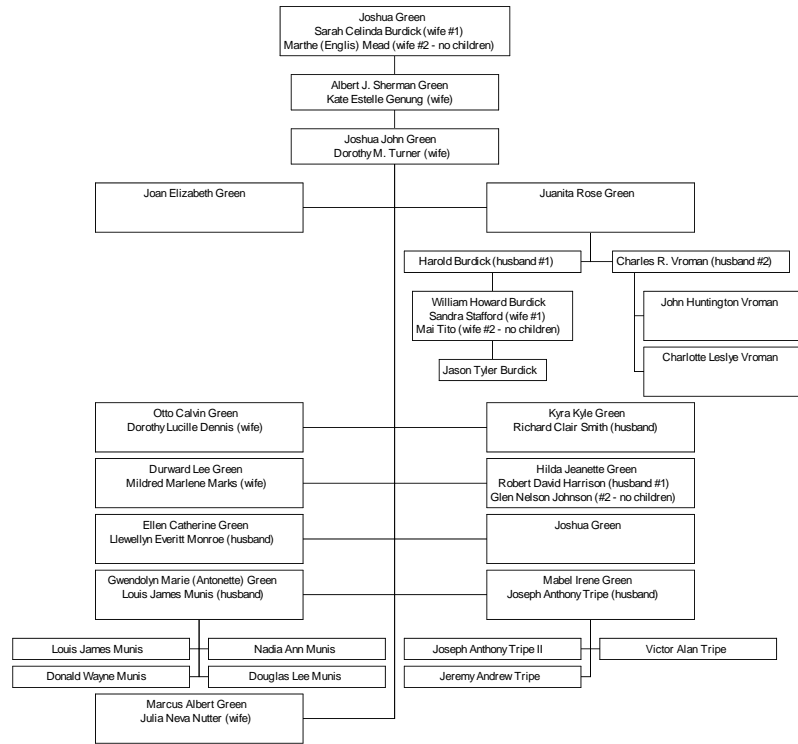 Joshua Green
Sarah Celinda Burdick (wife #1)
Marthe (Englis) Mead (wife #2 - no children)
Albert J. Sherman Green
Kate Estelle Genung (wife)
Joshua John Green
Dorothy M. Turner (wife)
Joan Elizabeth Green
Juanita Rose Green
Harold Burdick (husband #1)
Charles R. Vroman (husband #2)
William Howard Burdick
Sandra Stafford (wife #1)
Mai Tito (wife #2 - no children)
John Huntington Vroman
Charlotte Leslye Vroman
Jason Tyler Burdick
Otto Calvin Green
Dorothy Lucille Dennis (wife)
Kyra Kyle Green
Richard Clair Smith (husband)
Durward Lee Green
Mildred Marlene Marks (wife)
Hilda Jeanette Green
Robert David Harrison (husband #1)
Glen Nelson Johnson (#2 - no children)
Ellen Catherine Green
Llewellyn Everitt Monroe (husband)
Joshua Green
Gwendolyn Marie (Antonette) Green
Louis James Munis (husband)
Mabel Irene Green
Joseph Anthony Tripe (husband)
Louis James Munis
Nadia Ann Munis
Joseph Anthony Tripe II
Victor Alan Tripe
Donald Wayne Munis
Douglas Lee Munis
Jeremy Andrew Tripe
Marcus Albert Green
Julia Neva Nutter (wife)